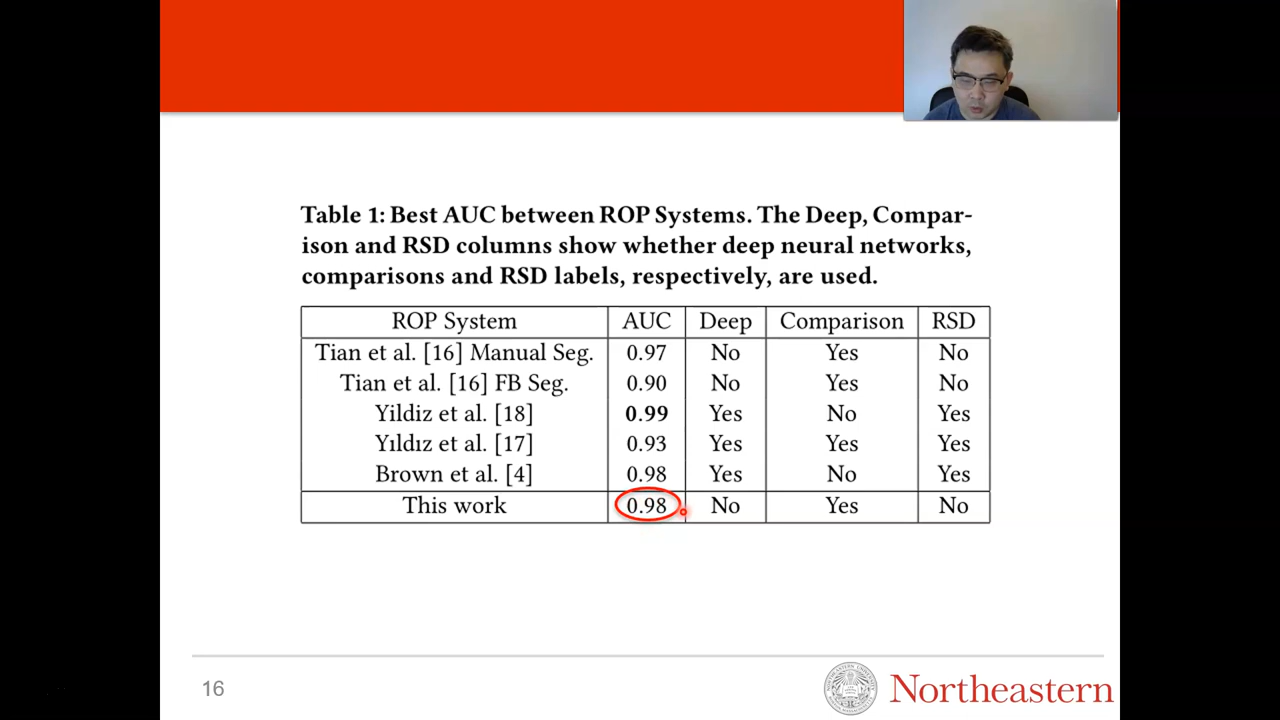 Table 1: Best AUC between ROP Systems. The Deep, Compar-
ison and RSD columns show whether deep neural networks,
comparisons and RSD labels, respectively, are used.
ROP System AUC Deep Comparison RSD
Tian et al. [16] Manual Seg. 0.97 No Yes No
Tian et al. [16] FB Seg. 0.90 No Yes No
Yildiz et al. [18] 0.99 Yes No Yes
Yıldız et al. [17] 0.93 Yes Yes Yes
Brown et al. [4] 0.98 Yes No Yes
This work 0.98 No Yes No
16
Northeastern